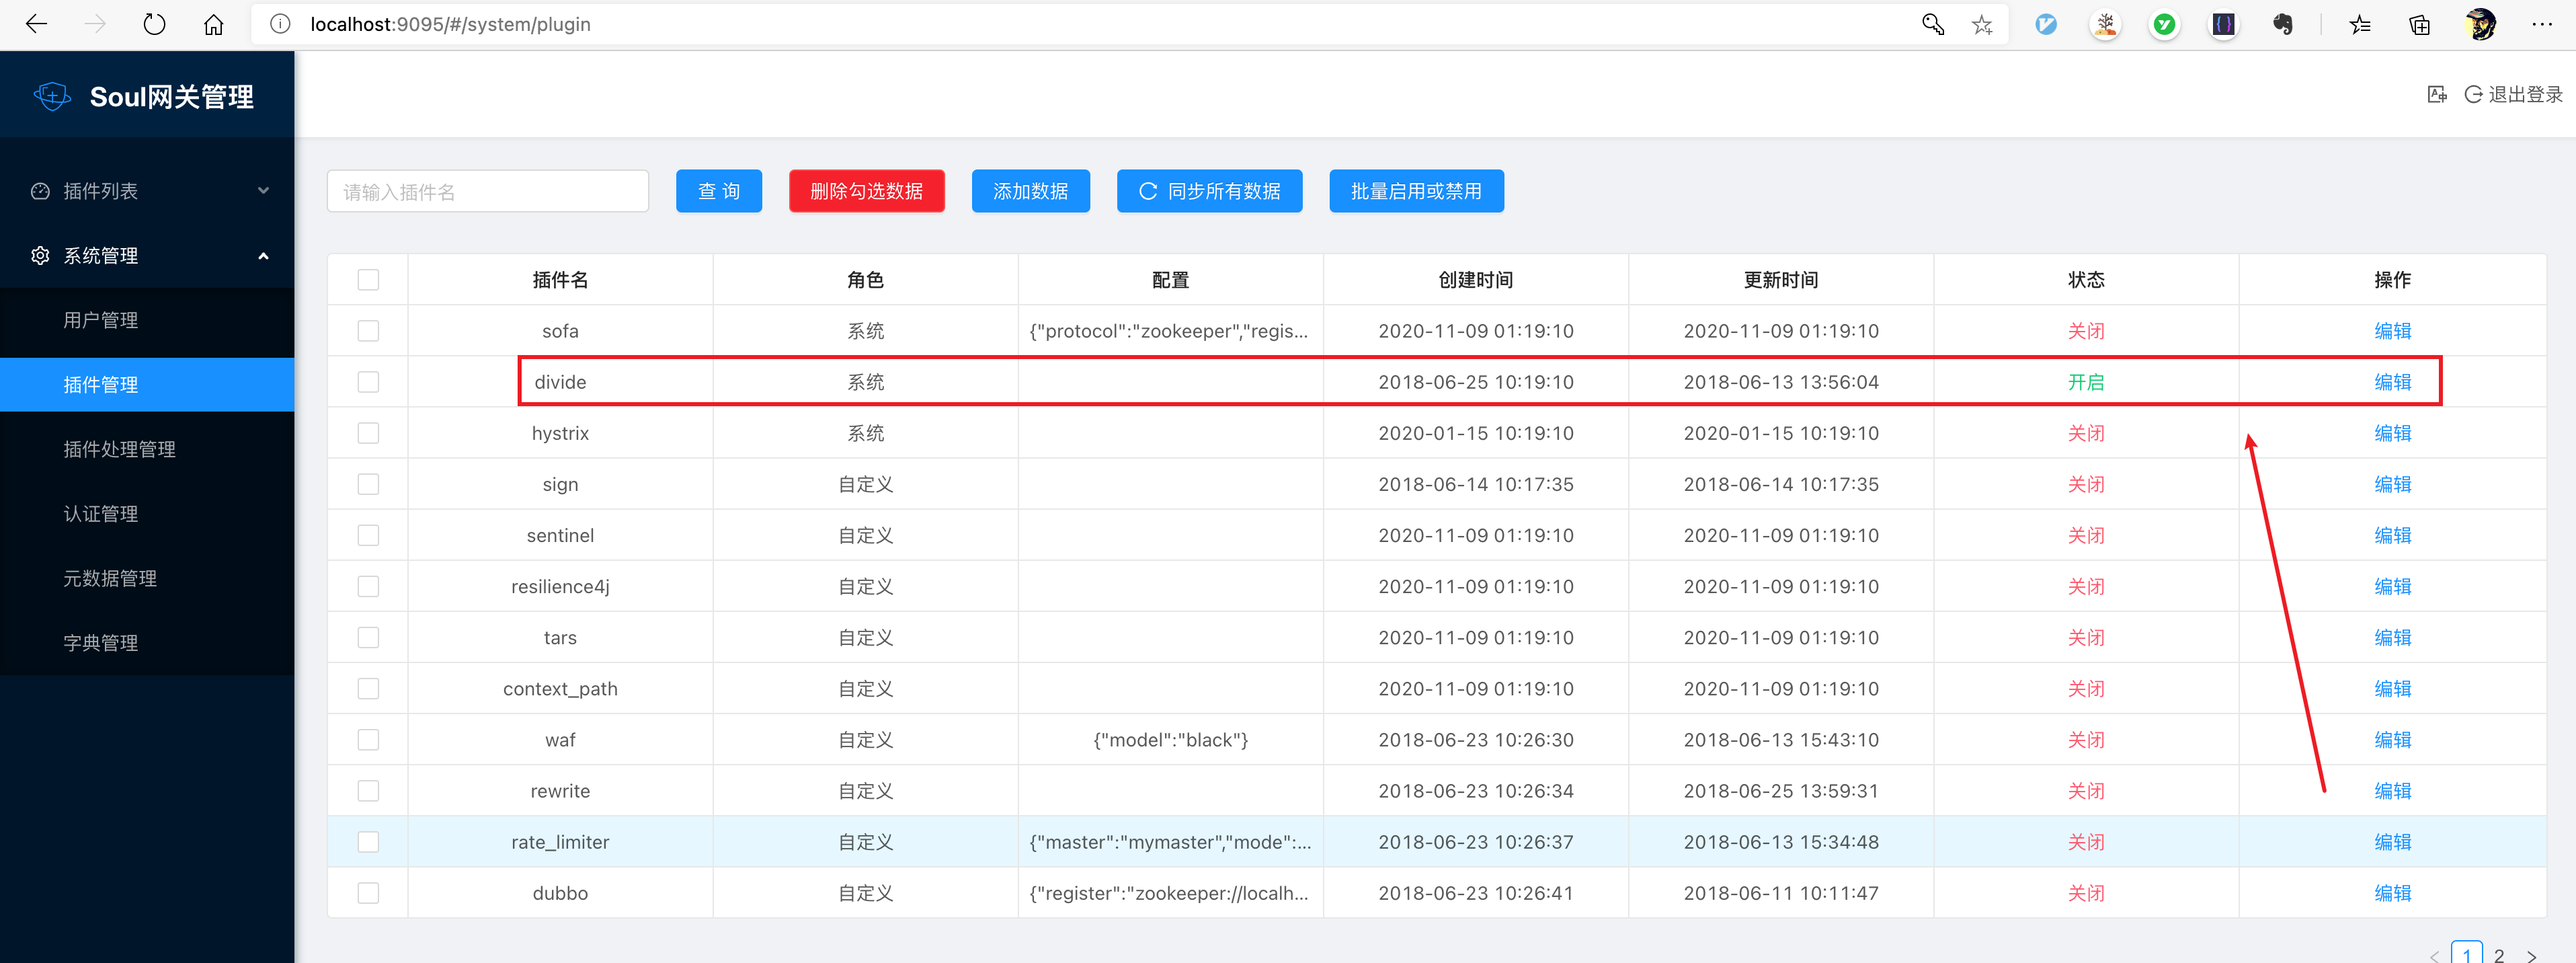 localhost:9095/#/system/plugin
Soul网关管理
退出登录
插件列表
系统管理
用户管理
插件管理
插件处理管理
认证管理
元数据管理
字典管理
请输入插件名 查 询 删除勾选数据 添加数据 同步所有数据 批量启用或禁用
插件名 角色 配置 创建时间 更新时间 状态 操作
sofa 系统 {"protocol":"zookeeper","regis... 2020-11-09 01:19:10 2020-11-09 01:19:10 关闭 编辑
divide 系统 2018-06-25 10:19:10 2018-06-13 13:56:04 开启 编辑
hystrix 系统 2020-01-15 10:19:10 2020-01-15 10:19:10 关闭 编辑
sign 自定义 2018-06-14 10:17:35 2018-06-14 10:17:35 关闭 编辑
sentinel 自定义 2020-11-09 01:19:10 2020-11-09 01:19:10 关闭 编辑
resilience4j 自定义 2020-11-09 01:19:10 2020-11-09 01:19:10 关闭 编辑
tars 自定义 2020-11-09 01:19:10 2020-11-09 01:19:10 关闭 编辑
context_path 自定义 2020-11-09 01:19:10 2020-11-09 01:19:10 关闭 编辑
waf 自定义 {"model":"black"} 2018-06-23 10:26:30 2018-06-13 15:43:10 关闭 编辑
rewrite 自定义 2018-06-23 10:26:34 2018-06-25 13:59:31 关闭 编辑
rate_limiter 自定义 {"master":"mymaster","mode":... 2018-06-23 10:26:37 2018-06-13 15:34:48 关闭 编辑
dubbo 自定义 {"register":"zookeeper://localh... 2018-06-23 10:26:41 2018-06-11 10:11:47 关闭 编辑
1 2